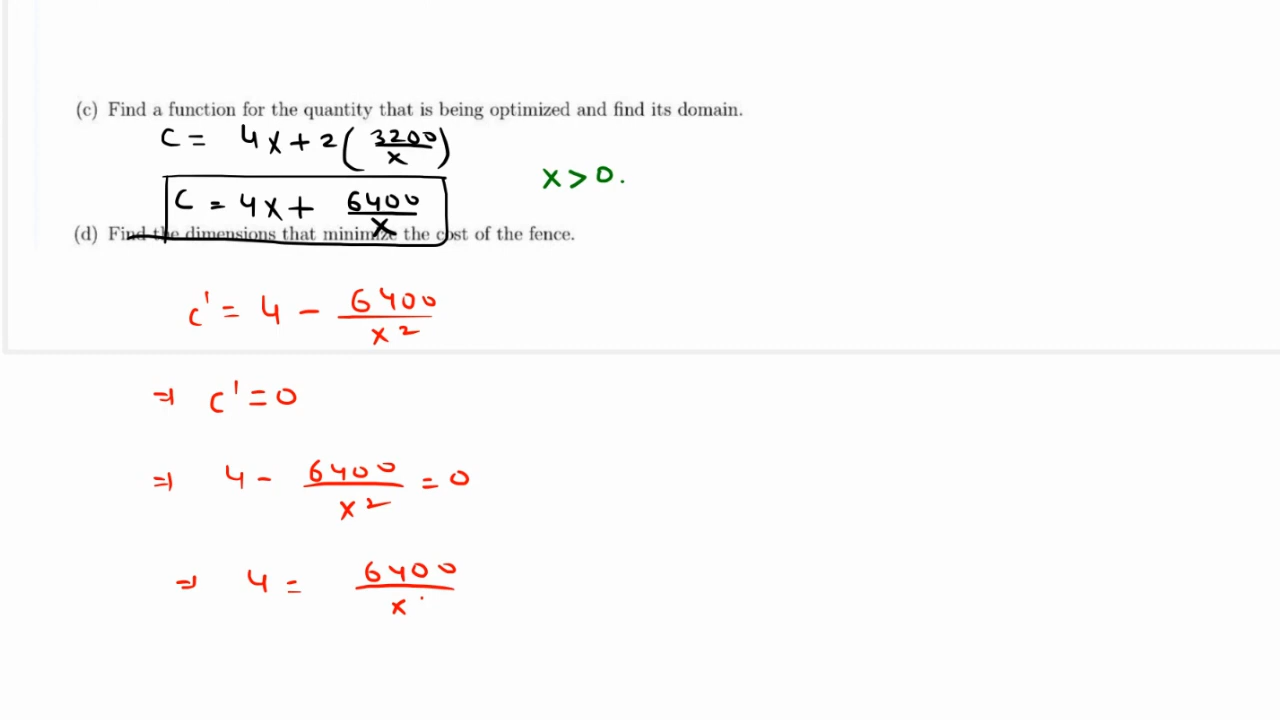 (c) Find a function for the quantity that is being optimized and find its domain.
C = 4x + 2(3200/x)
x > 0.
C = 4x + 6400/x
(d) Find the dimensions that minimize the cost of the fence.
C' = 4 - 6400/x²
⇒ C' = 0
⇒ 4 - 6400/x² = 0
⇒ 4 = 6400/x